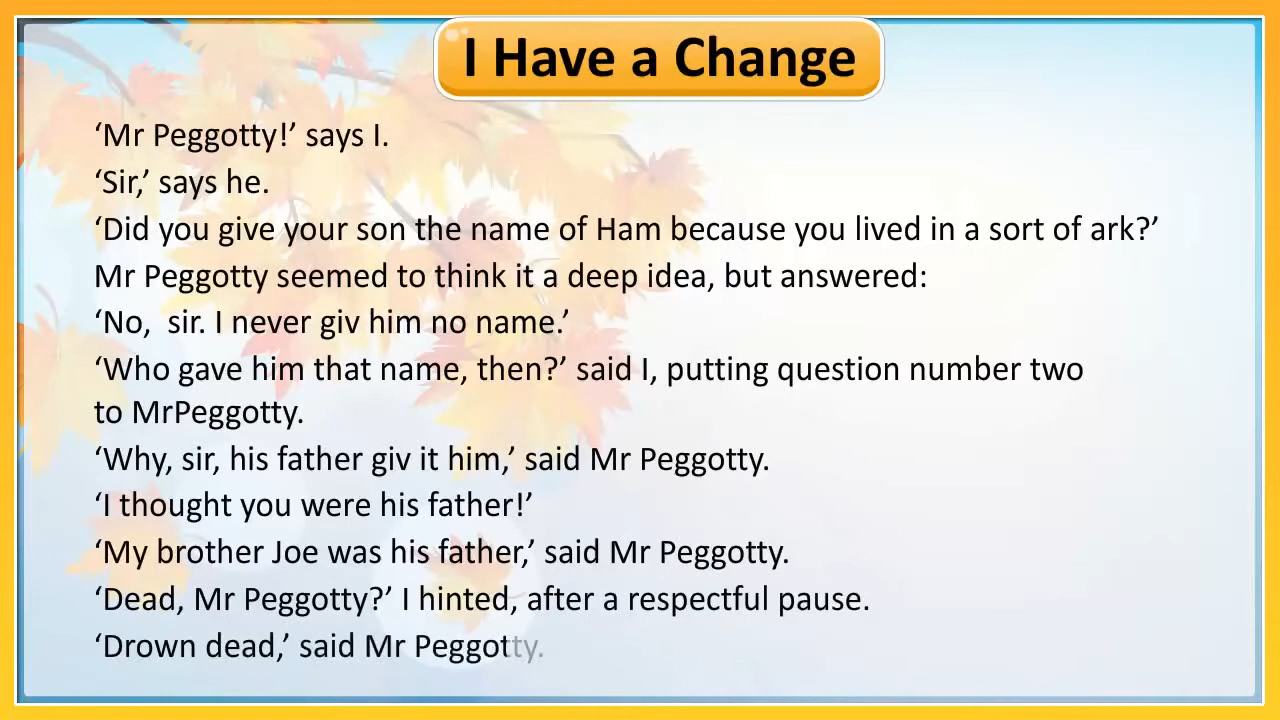 I Have a Change
‘Mr Peggotty!’ says I.
‘Sir,’ says he.
‘Did you give your son the name of Ham because you lived in a sort of ark?’
Mr Peggotty seemed to think it a deep idea, but answered:
‘No,  sir. I never giv him no name.’
‘Who gave him that name, then?’ said I, putting question number two
to MrPeggotty.
‘Why, sir, his father giv it him,’ said Mr Peggotty.
‘I thought you were his father!’
‘My brother Joe was his father,’ said Mr Peggotty.
‘Dead, Mr Peggotty?’ I hinted, after a respectful pause.
‘Drown dead,’ said Mr Peggotty.